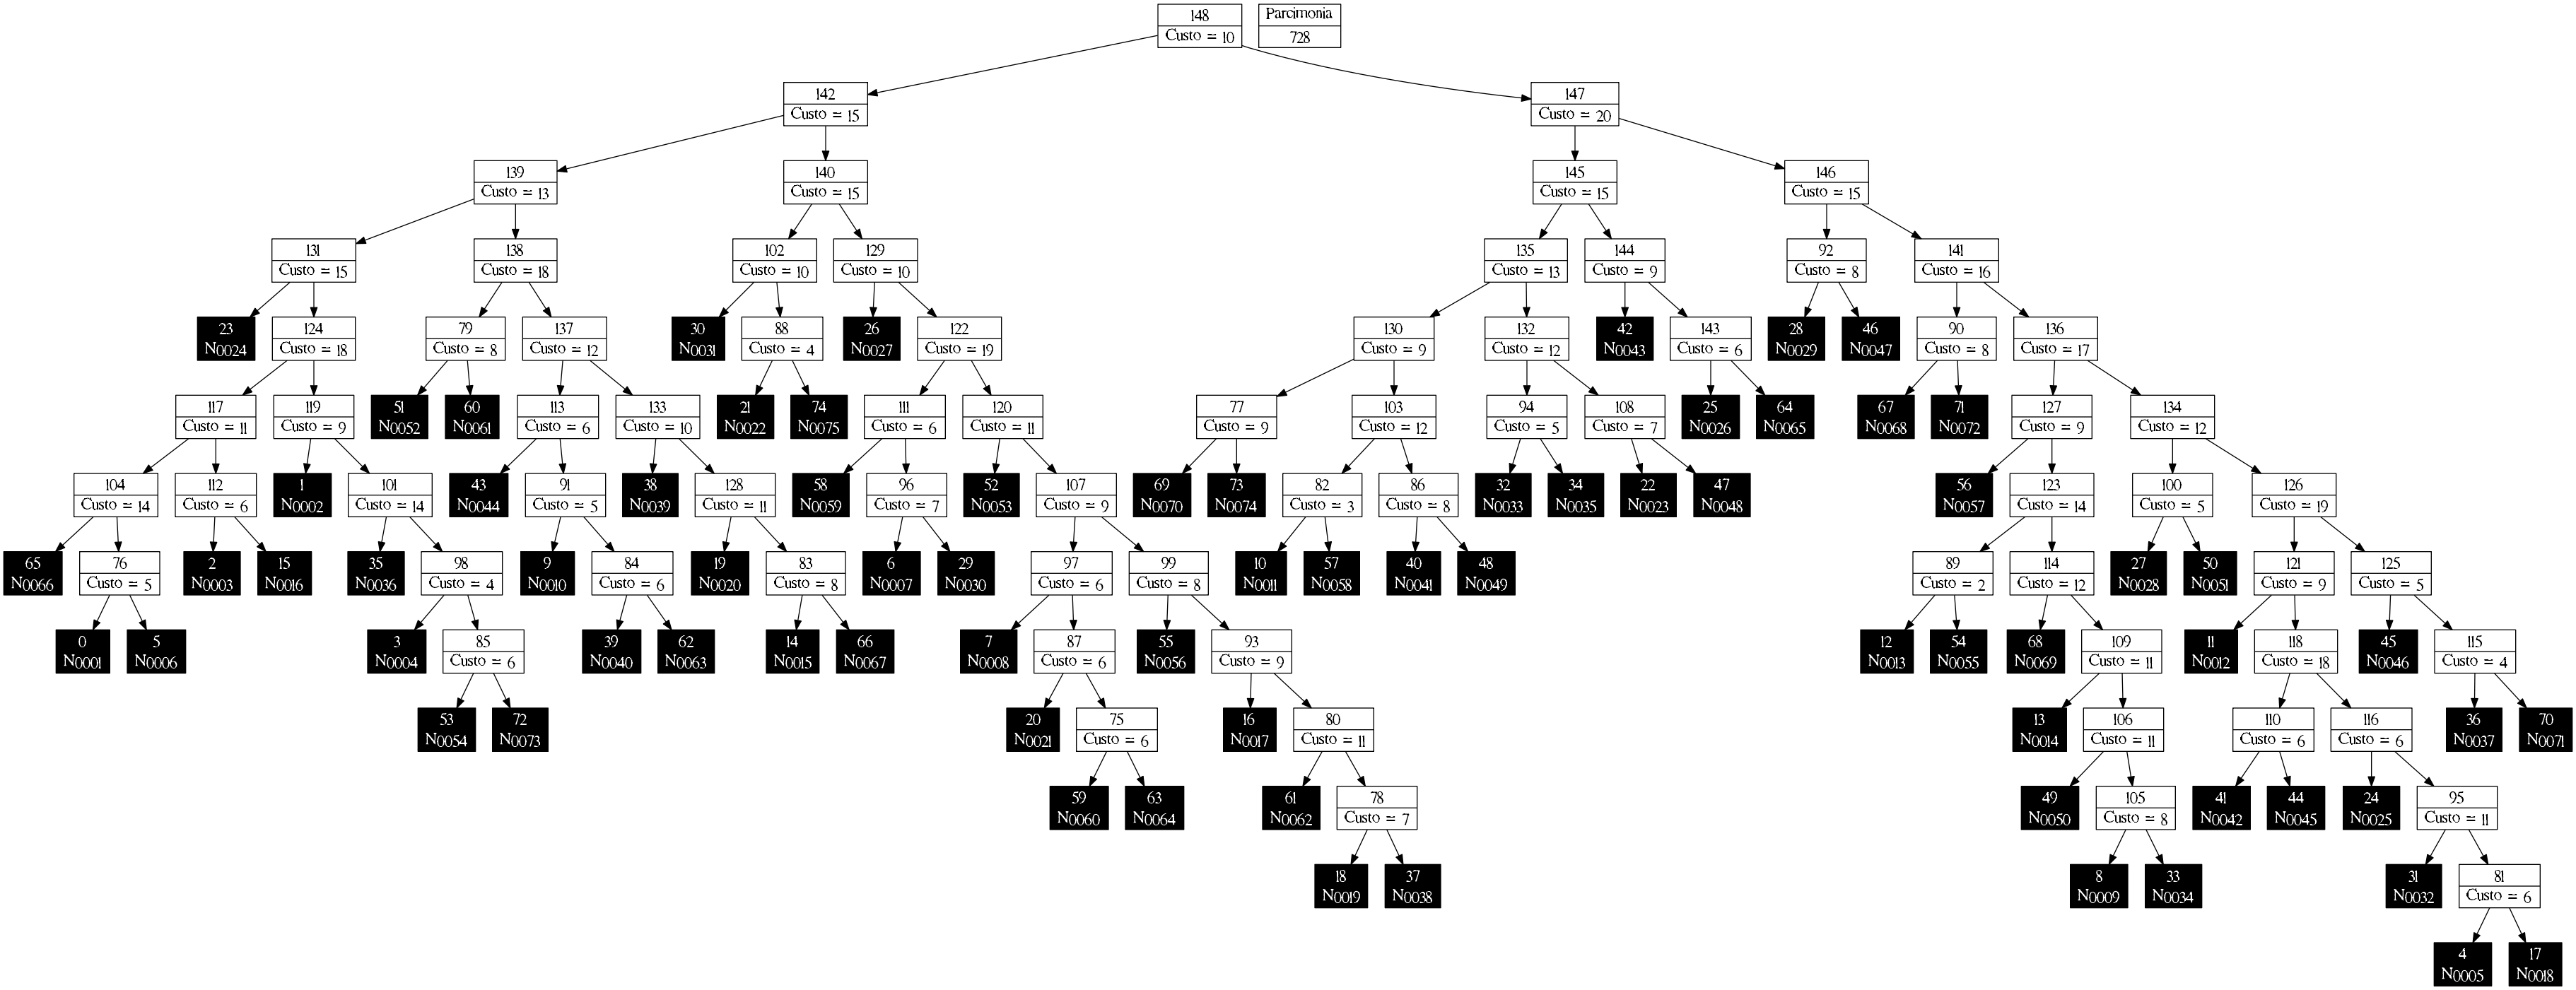 148
Custo = 10
Parcimonia
728
142
Custo = 15
147
Custo = 20
139
Custo = 13
140
Custo = 15
145
Custo = 15
146
Custo = 15
131
Custo = 15
138
Custo = 18
102
Custo = 10
129
Custo = 10
135
Custo = 13
144
Custo = 9
92
Custo = 8
141
Custo = 16
23
N0024
124
Custo = 18
79
Custo = 8
137
Custo = 12
30
N0031
88
Custo = 4
26
N0027
122
Custo = 19
130
Custo = 9
132
Custo = 12
42
N0043
143
Custo = 6
28
N0029
46
N0047
90
Custo = 8
136
Custo = 17
117
Custo = 11
119
Custo = 9
51
N0052
60
N0061
113
Custo = 6
133
Custo = 10
21
N0022
74
N0075
111
Custo = 6
120
Custo = 11
77
Custo = 9
103
Custo = 12
94
Custo = 5
108
Custo = 7
25
N0026
64
N0065
67
N0068
71
N0072
127
Custo = 9
134
Custo = 12
104
Custo = 14
112
Custo = 6
1
N0002
101
Custo = 14
43
N0044
91
Custo = 5
38
N0039
128
Custo = 11
58
N0059
96
Custo = 7
52
N0053
107
Custo = 9
69
N0070
73
N0074
82
Custo = 3
86
Custo = 8
32
N0033
34
N0035
22
N0023
47
N0048
56
N0057
123
Custo = 14
100
Custo = 5
126
Custo = 19
65
N0066
76
Custo = 5
2
N0003
15
N0016
35
N0036
98
Custo = 4
9
N0010
84
Custo = 6
19
N0020
83
Custo = 8
6
N0007
29
N0030
97
Custo = 6
99
Custo = 8
10
N0011
57
N0058
40
N0041
48
N0049
89
Custo = 2
114
Custo = 12
27
N0028
50
N0051
121
Custo = 9
125
Custo = 5
0
N0001
5
N0006
3
N0004
85
Custo = 6
39
N0040
62
N0063
14
N0015
66
N0067
7
N0008
87
Custo = 6
55
N0056
93
Custo = 9
12
N0013
54
N0055
68
N0069
109
Custo = 11
11
N0012
118
Custo = 18
45
N0046
115
Custo = 4
53
N0054
72
N0073
20
N0021
75
Custo = 6
16
N0017
80
Custo = 11
13
N0014
106
Custo = 11
110
Custo = 6
116
Custo = 6
36
N0037
70
N0071
59
N0060
63
N0064
61
N0062
78
Custo = 7
49
N0050
105
Custo = 8
41
N0042
44
N0045
24
N0025
95
Custo = 11
18
N0019
37
N0038
8
N0009
33
N0034
31
N0032
81
Custo = 6
4
N0005
17
N0018